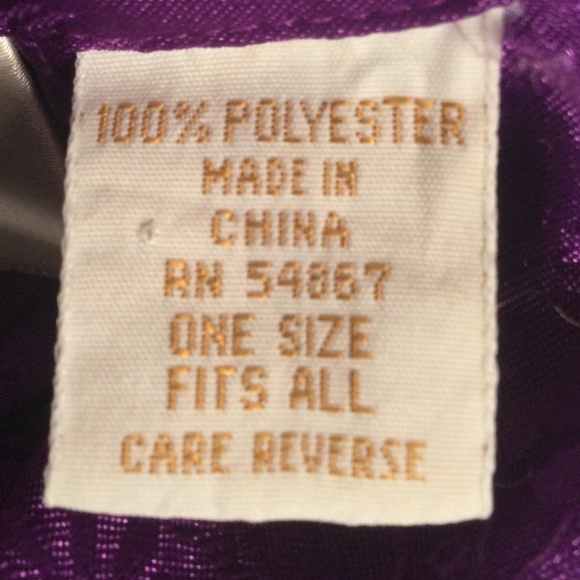 100% POLYESTER
MADE IN
CHINA
RN 54867
ONE SIZE
FITS ALL
CARE REVERSE